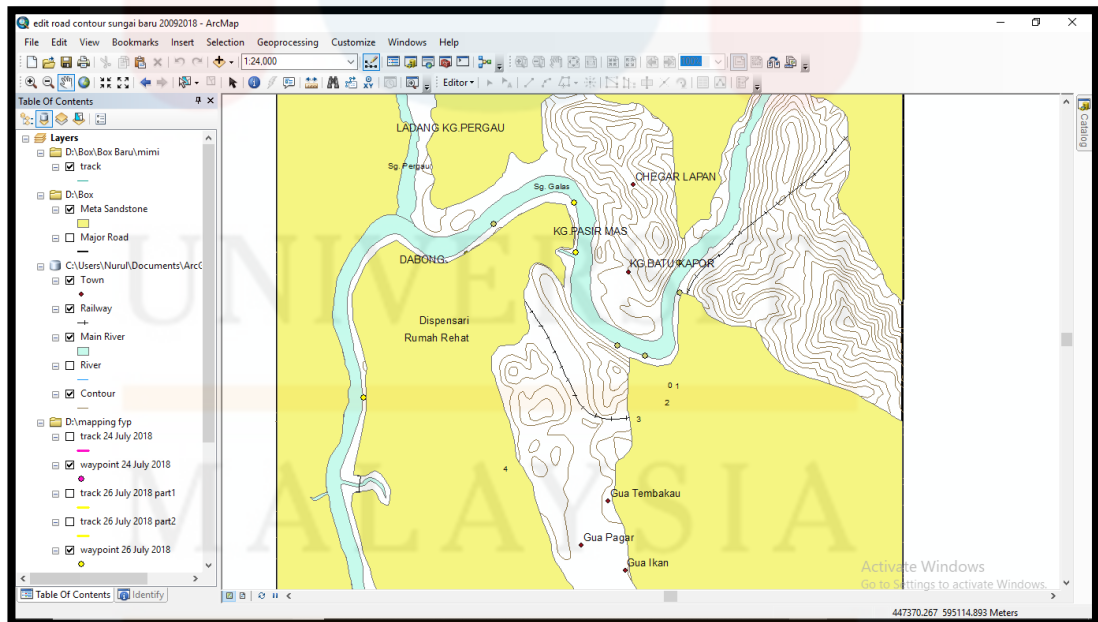 edit road contour sungai baru 20092018 - ArcMap
File Edit View Bookmarks Insert Selection Geoprocessing Customize Windows Help
1:24,000
Editor
Table Of Contents
Layers
D:\Box\Box Baru\mimi
track
D:\Box
Meta Sandstone
Major Road
C:\Users\Nurul\Documents\ArcG
Town
Railway
Main River
River
Contour
D:\mapping fyp
track 24 July 2018
waypoint 24 July 2018
track 26 July 2018 part1
track 26 July 2018 part2
waypoint 26 July 2018
Table Of Contents Identify
Catalog
LADANG KG.PERGAU
Sg. Pergau
CHEGAR LAPAN
Sg. Galas
KG.PASIR MAS
DABONG.
KG.BATU KAPOR
Dispensari
Rumah Rehat
0 1
2
3
4
Gua Tembakau
Gua Pagar
Gua Ikan
UNIVERSITI
MALAYSIA
Activate Windows
Go to Settings to activate Windows.
447370.267 595114.893 Meters